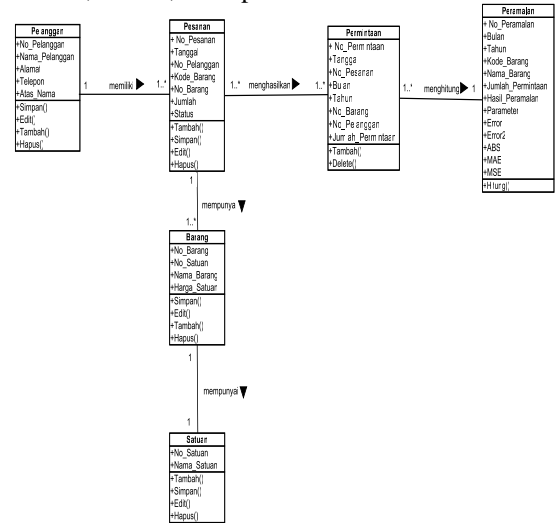 Pelanggan
+No_Pelanggan
+Nama_Pelanggan
+Alamat
+Telepon
+Atas_Nama
+Simpan()
+Edit()
+Tambah()
+Hapus()
1 memiliki 1..*
Pesanan
+ No_Pesanan
+Tanggal
+No_Pelanggan
+Kode_Barang
+No_Barang
+Jumlah
+Status
+Tambah()
+Simpan()
+Edit()
+Hapus()
1..* menghasilkan 1..*
Permintaan
+ No_Permintaan
+Tangga
+No_Pesanan
+Bulan
+Tahun
+No_Barang
+No_Pelanggan
+Jumlah_Permintaan
+Tambah()
+Delete()
1..* menghitung 1
Peramalan
+No_Peramalan
+Bulan
+Tahun
+Kode_Barang
+Nama_Barang
+Jumlah_Permintaan
+Hasil_Peramalan
+Parameter
+Error
+Error2
+ABS
+MAE
+MSE
+Hitung()
1
mempunya
1..*
Barang
+No_Barang
+No_Satuan
+Nama_Barang
+Harga_Satuan
+Simpan()
+Edit()
+Tambah()
+Hapus()
1
mempunyai
1
Satuan
+No_Satuan
+Nama_Satuan
+Tambah()
+Simpan()
+Edit()
+Hapus()